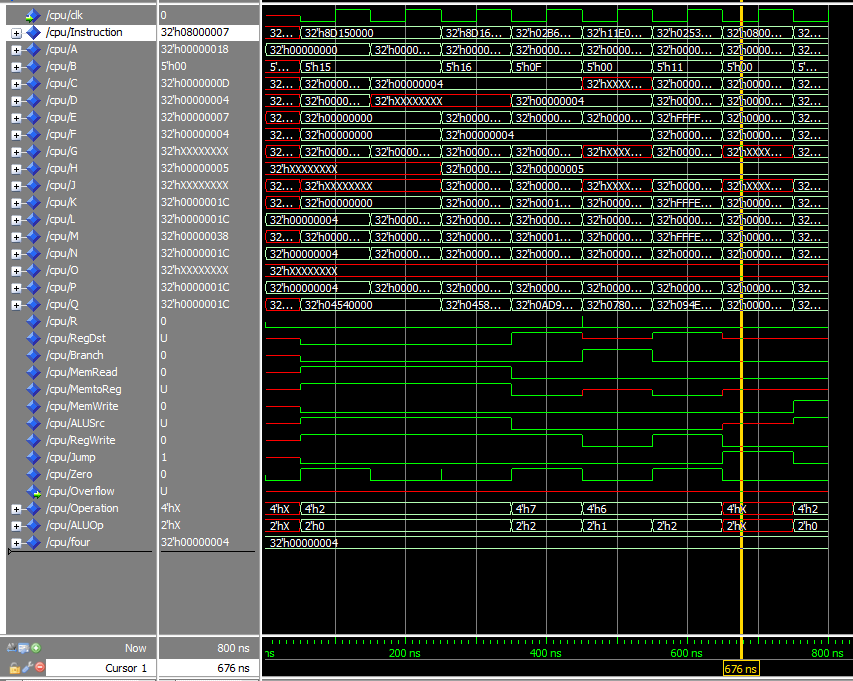 /cpu/clk 0
/cpu/Instruction 32'h08000007 32... 32'h8D150000 32'h8D16... 32'h02B6... 32'h11E0... 32'h0253... 32'h0800... 32...
/cpu/A 32'h00000018 32'h00000000 32'h0000... 32'h0000... 32'h0000... 32'h0000... 32'h0000... 32'h0000... 32...
/cpu/B 5'h00 5'... 5'h15 5'h16 5'h0F 5'h00 5'h11 5'h00 5'...
/cpu/C 32'h0000000D 32... 32'h0000... 32'h00000004 32'hXXXX... 32'h0000... 32'h0000... 32...
/cpu/D 32'h00000004 32... 32'h0000... 32'hXXXXXXXX 32'h00000004 32'h0000... 32'h0000... 32...
/cpu/E 32'h00000007 32... 32'h00000000 32'h0000... 32'h0000... 32'h0000... 32'hFFFF... 32'h0000... 32...
/cpu/F 32'h00000004 32... 32'h00000000 32'h00000004 32'h0000... 32'h0000... 32...
/cpu/G 32'hXXXXXXXX 32... 32'h0000... 32'h0000... 32'h0000... 32'h0000... 32'hXXXX... 32'h0000... 32'hXXX... 32...
/cpu/H 32'h00000005 32'hXXXXXXXX 32'h0000... 32'h00000005
/cpu/J 32'hXXXXXXXX 32... 32'hXXXXXXXX 32'h0000... 32'h0000... 32'hXXXX... 32'h0000... 32'hXXX... 32...
/cpu/K 32'h0000001C 32... 32'h00000000 32'h0000... 32'h0001... 32'h0000... 32'hFFFE... 32'h0000... 32...
/cpu/L 32'h0000001C 32'h00000004 32'h0000... 32'h0000... 32'h0000... 32'h0000... 32'h0000... 32'h0000... 32...
/cpu/M 32'h00000038 32... 32'h0000... 32'h0000... 32'h0000... 32'h0001... 32'h0000... 32'hFFFE... 32'h0000... 32...
/cpu/N 32'h0000001C 32'h00000004 32'h0000... 32'h0000... 32'h0000... 32'h0000... 32'h0000... 32'h0000... 32...
/cpu/O 32'hXXXXXXXX 32'hXXXXXXXX
/cpu/P 32'h0000001C 32'h00000004 32'h0000... 32'h0000... 32'h0000... 32'h0000... 32'h0000... 32'h0000... 32...
/cpu/Q 32'h0000001C 32... 32'h04540000 32'h0458... 32'h0AD9... 32'h0780... 32'h094E... 32'h0000... 32...
/cpu/R 0
/cpu/RegDst U
/cpu/Branch 0
/cpu/MemRead 0
/cpu/MemtoReg U
/cpu/MemWrite 0
/cpu/ALUSrc U
/cpu/RegWrite 0
/cpu/Jump 1
/cpu/Zero 0
/cpu/Overflow U
/cpu/Operation 4'hX 4'hX 4'h2 4'h7 4'h6 4'hX 4'h2
/cpu/ALUOp 2'hX 2'hX 2'h0 2'h2 2'h1 2'h2 2'hX 2'h0
/cpu/four 32'h00000004 32'h00000004
Now 800 ns ns 200 ns 400 ns 600 ns 800 ns
Cursor 1 676 ns 676 ns